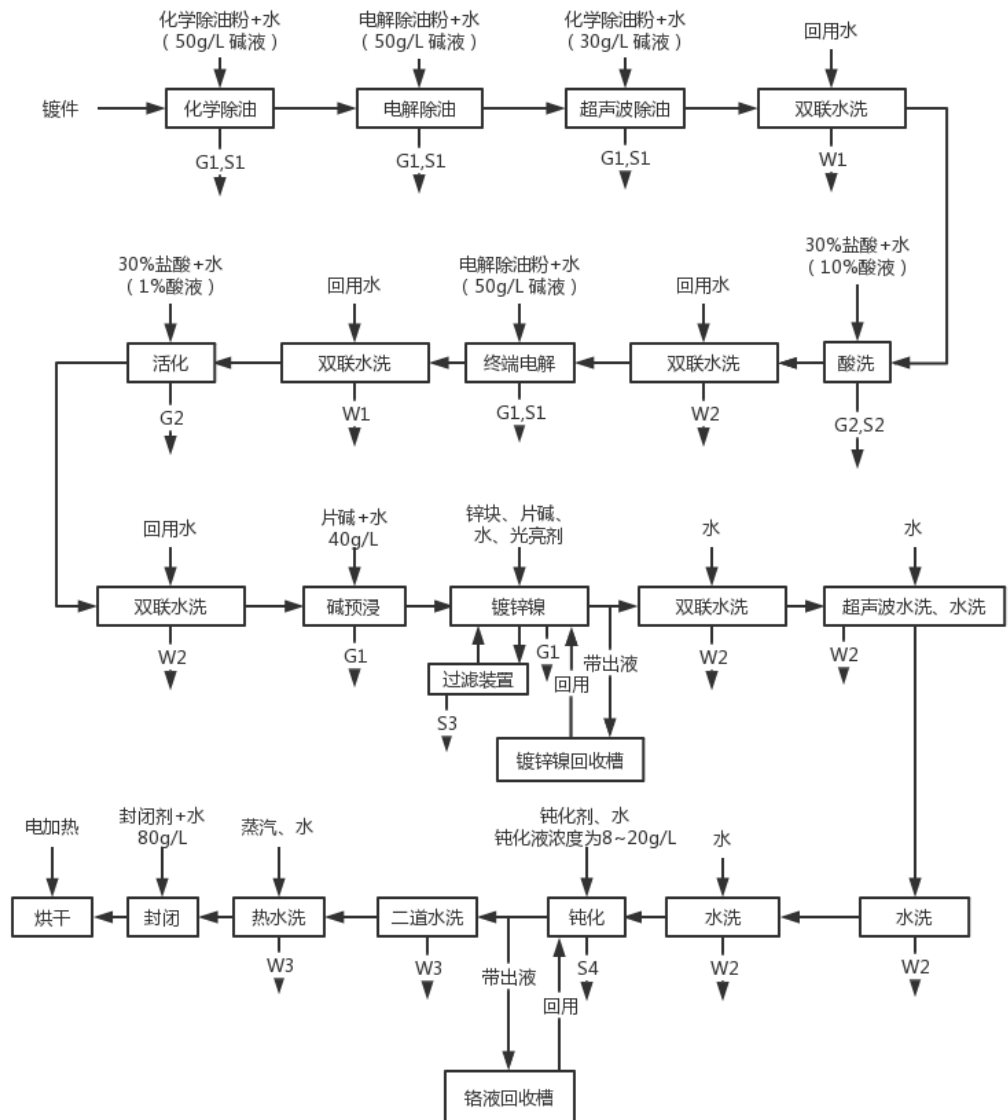 化学除油粉+水
（50g/L 碱液）
电解除油粉+水
（50g/L 碱液）
化学除油粉+水
（30g/L 碱液）
回用水
镀件
化学除油
电解除油
超声波除油
双联水洗
G1,S1
G1,S1
G1,S1
W1
30%盐酸+水
（1%酸液）
回用水
电解除油粉+水
（50g/L 碱液）
回用水
30%盐酸+水
（10%酸液）
活化
双联水洗
终端电解
双联水洗
酸洗
G2
W1
G1,S1
W2
G2,S2
回用水
片碱+水
40g/L
锌块、片碱、
水、光亮剂
水
水
双联水洗
碱预浸
镀锌镍
双联水洗
超声波水洗、水洗
W2
G1
过滤装置
G1
回用
带出液
W2
W2
S3
镀锌镍回收槽
电加热
封闭剂+水
80g/L
蒸汽、水
钝化剂、水
钝化液浓度为8~20g/L
水
烘干
封闭
热水洗
二道水洗
钝化
水洗
水洗
W3
W3
带出液
S4
回用
W2
W2
铬液回收槽